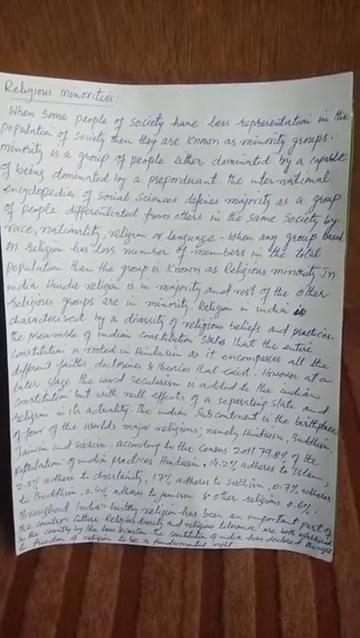 Religious minorities:
When some people of society have less representation in the
population of society then they are known as minority groups.
minority is a group of people either dominated by a capable
of being dominated by a preponduant. the international
encyclopedia of social sciences defines majority as a group
of people differentiated from others in the same society by
race, nationality, religion or language. When any group based
on religion has less number of members in the total
population than the group is known as Religious minority. In
India Hindu religion is in majority and rest of the other
religious groups are in minority. Religion in india is
characterised by a diversity of religious beliefs and practices.
the preamble of indian constitution states that the entire
constitution is rooted in Hinduism as it encompasses all the
different faiths, doctrines & theories that exist. However at a
later stage the word secularism is added to the indian
constitution but with null effects of a separating state and
religion in its actuality. The indian subcontinent is the birthplace
of four of the worlds major religions; namely Hinduism, Buddhism,
Jainism and Sikhism. According to the Census 2011 79.8% of the
population of india practices Hinduism, 14.2% adheres to Islam,
2.3% adhere to christianity, 1.7% adheres to Sikhism, 0.7% adheres
to Buddhism, 0.4% adheres to jainism & other religions 0.6%.
throughout India's history religion has been an important part of
the country's culture Religious diversity and religious tolerance are both established
in the country by the law the constitution of india has declared the right
to freedom of religion to be a fundamental right